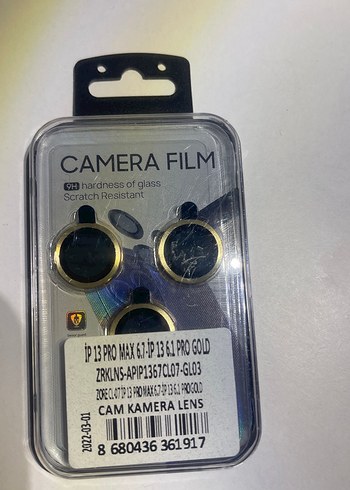 CAMERA FILM
9H hardness of glass
Scratch Resistant
İP 13 PRO MAX 6.7-İP 13 6.1 PRO GOLD
ZRKLNS-APIP1367CL07-GL03
ZORE CL-07 İP 13 PRO MAX 6.7-İP 13 6.1 PRO GOLD
CAM KAMERA LENS
2022-03-01
8 680436 361917